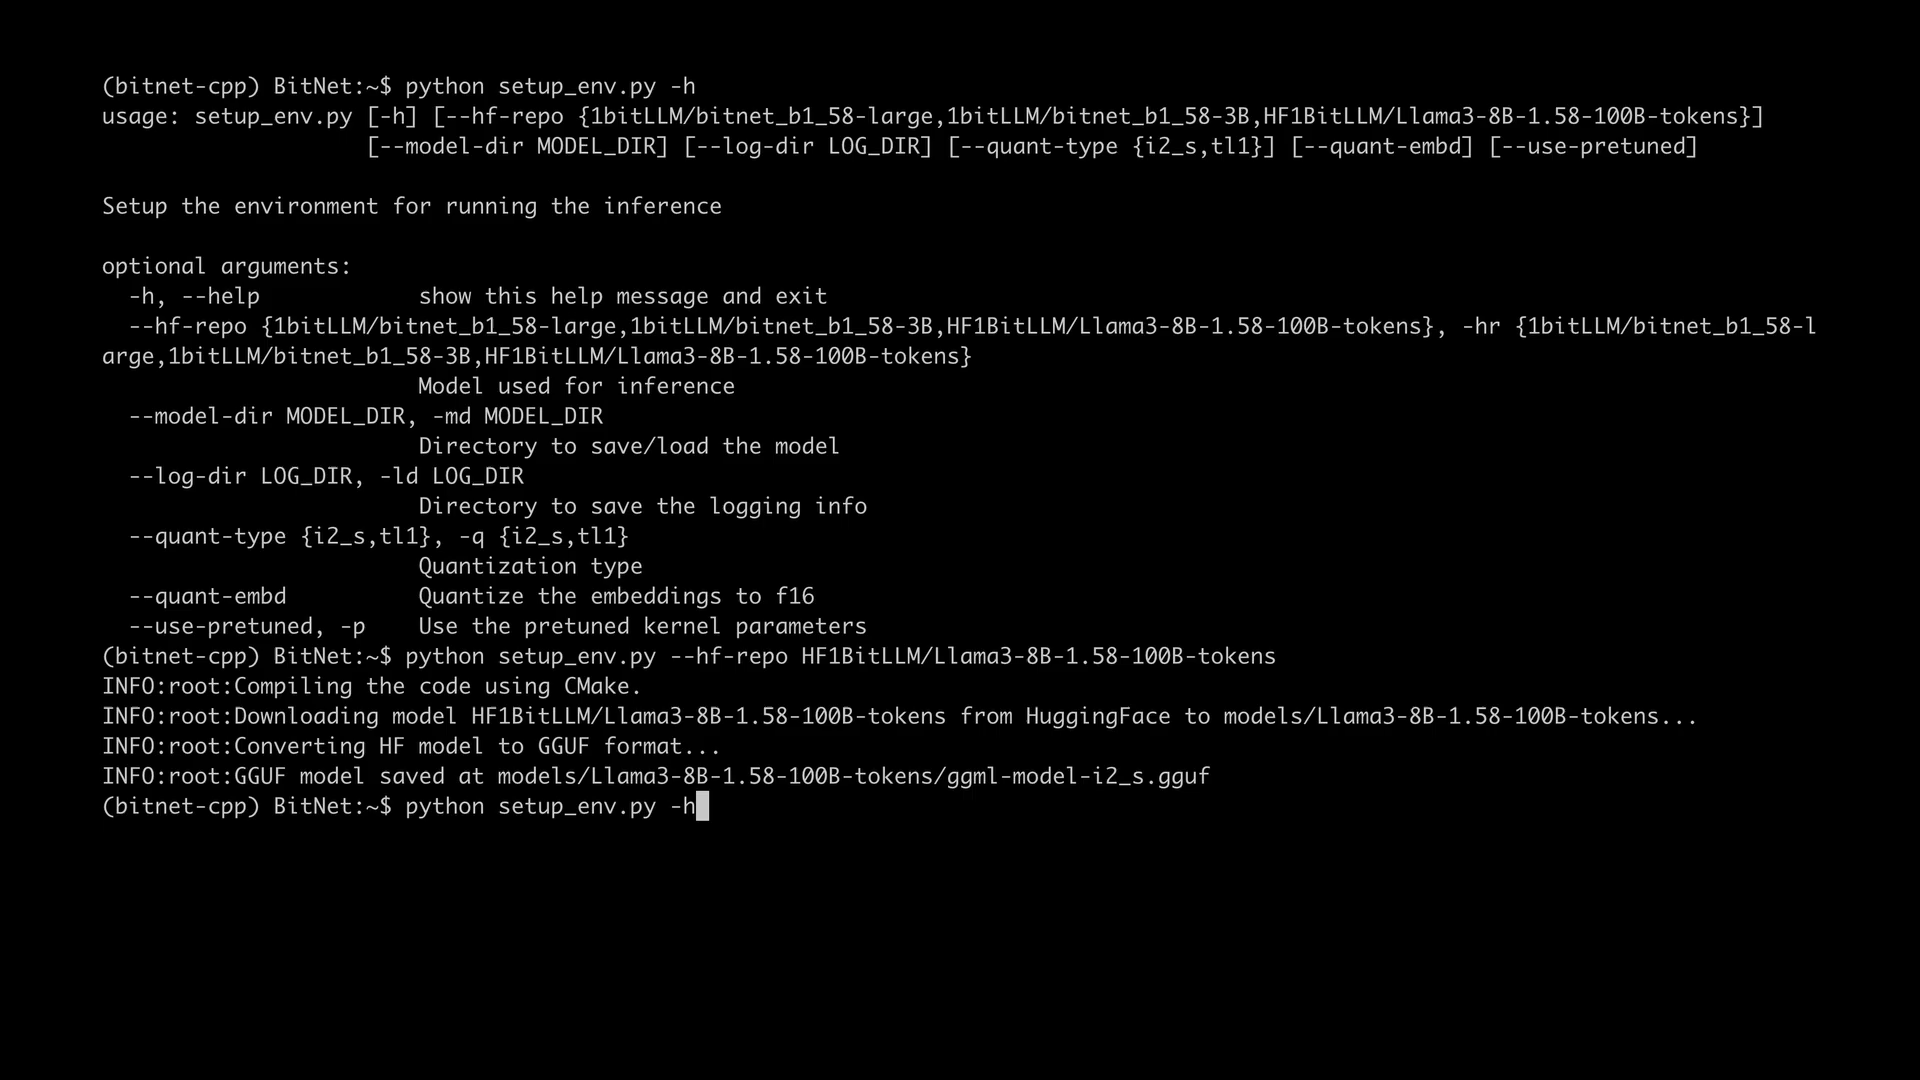 (bitnet-cpp) BitNet:~$ python setup_env.py -h
usage: setup_env.py [-h] [--hf-repo {1bitLLM/bitnet_b1_58-large,1bitLLM/bitnet_b1_58-3B,HF1BitLLM/Llama3-8B-1.58-100B-tokens}]
                    [--model-dir MODEL_DIR] [--log-dir LOG_DIR] [--quant-type {i2_s,tl1}] [--quant-embd] [--use-pretuned]

Setup the environment for running the inference

optional arguments:
  -h, --help            show this help message and exit
  --hf-repo {1bitLLM/bitnet_b1_58-large,1bitLLM/bitnet_b1_58-3B,HF1BitLLM/Llama3-8B-1.58-100B-tokens}, -hr {1bitLLM/bitnet_b1_58-l
arge,1bitLLM/bitnet_b1_58-3B,HF1BitLLM/Llama3-8B-1.58-100B-tokens}
                        Model used for inference
  --model-dir MODEL_DIR, -md MODEL_DIR
                        Directory to save/load the model
  --log-dir LOG_DIR, -ld LOG_DIR
                        Directory to save the logging info
  --quant-type {i2_s,tl1}, -q {i2_s,tl1}
                        Quantization type
  --quant-embd          Quantize the embeddings to f16
  --use-pretuned, -p    Use the pretuned kernel parameters
(bitnet-cpp) BitNet:~$ python setup_env.py --hf-repo HF1BitLLM/Llama3-8B-1.58-100B-tokens
INFO:root:Compiling the code using CMake.
INFO:root:Downloading model HF1BitLLM/Llama3-8B-1.58-100B-tokens from HuggingFace to models/Llama3-8B-1.58-100B-tokens...
INFO:root:Converting HF model to GGUF format...
INFO:root:GGUF model saved at models/Llama3-8B-1.58-100B-tokens/ggml-model-i2_s.gguf
(bitnet-cpp) BitNet:~$ python setup_env.py -h